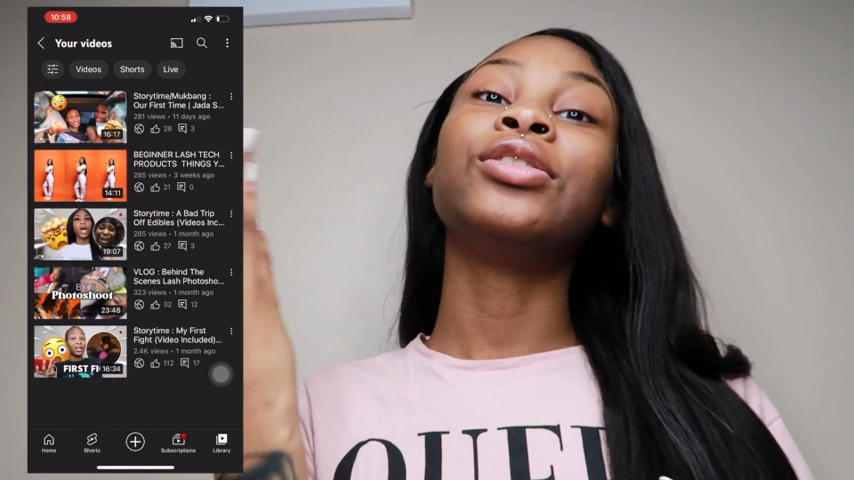 10:58
Your videos
Videos
Shorts
Live
Storytime/Mukbang :
Our First Time | Jada S...
281 views • 11 days ago
28
3
16:17
BEGINNER LASH TECH
PRODUCTS THINGS Y...
285 views • 3 weeks ago
21
0
14:11
Storytime : A Bad Trip
Off Edibles (Videos Inc...
285 views • 1 month ago
27
3
19:07
VLOG : Behind The
Scenes Lash Photosho...
323 views • 1 month ago
32
12
Photoshoot
23:48
Storytime : My First
Fight (Video Included)...
2.4K views • 1 month ago
112
17
FIRST FI
16:34
Home
Shorts
Subscriptions
Library
QUEE